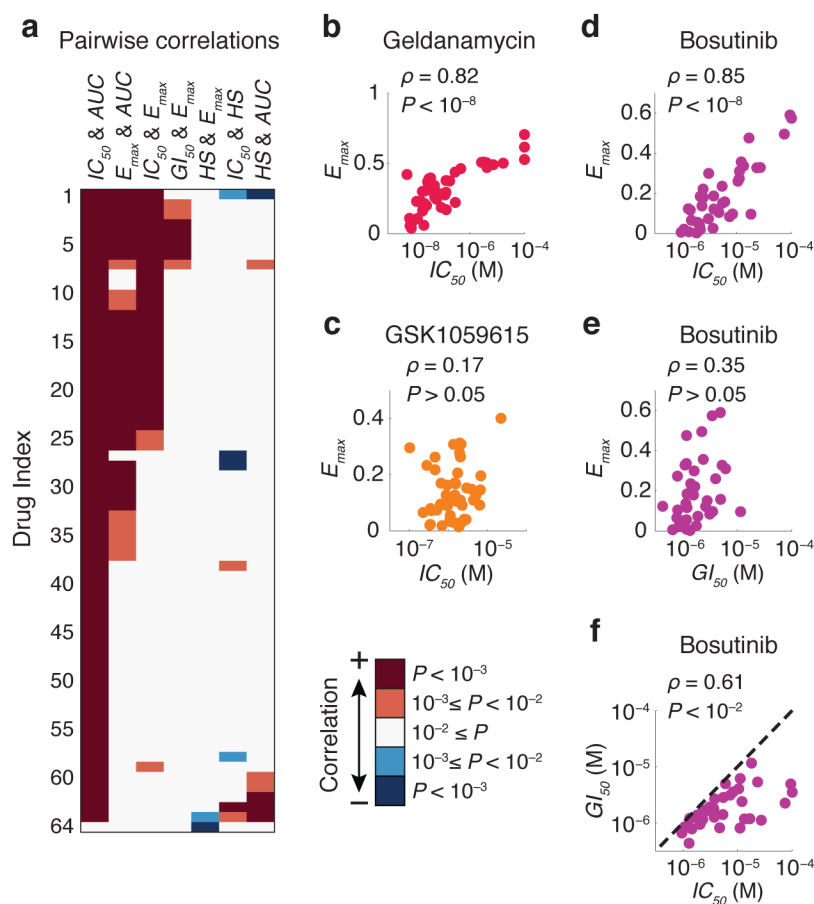 a
Pairwise correlations
IC50 & AUC
Emax & AUC
IC50 & Emax
GI50 & Emax
HS & Emax
IC50 & HS
HS & AUC
Drug Index
1
5
10
15
20
25
30
35
40
45
50
55
60
64
b
Geldanamycin
ρ = 0.82
P < 10⁻⁸
Emax
1
0.5
0
10⁻⁸
10⁻⁶
10⁻⁴
IC50 (M)
d
Bosutinib
ρ = 0.85
P < 10⁻⁸
Emax
0.6
0.4
0.2
0
10⁻⁶
10⁻⁵
10⁻⁴
IC50 (M)
c
GSK1059615
ρ = 0.17
P > 0.05
Emax
0.4
0.2
0
10⁻⁷
10⁻⁵
IC50 (M)
e
Bosutinib
ρ = 0.35
P > 0.05
Emax
0.6
0.4
0.2
0
10⁻⁶
10⁻⁵
10⁻⁴
GI50 (M)
Correlation
+
−
P < 10⁻³
10⁻³ ≤ P < 10⁻²
10⁻² ≤ P
10⁻³ ≤ P < 10⁻²
P < 10⁻³
f
Bosutinib
ρ = 0.61
P < 10⁻²
GI50 (M)
10⁻⁴
10⁻⁵
10⁻⁶
10⁻⁶
10⁻⁵
10⁻⁴
IC50 (M)